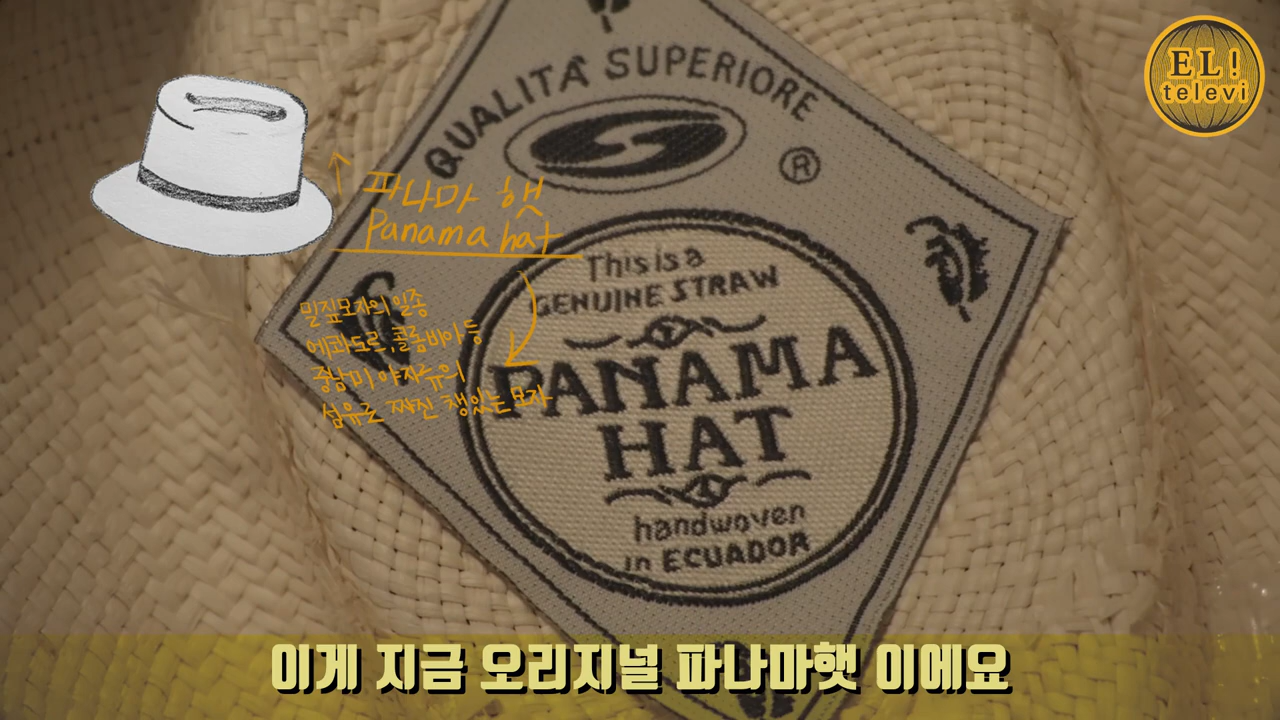 EL!
televi
QUALITÀ SUPERIORE
S
®
파나마 햇
Panama hat
밀짚모자의 일종
에콰도르, 콜롬비아 등
중남미 야자류의
섬유로 짜진 챙있는 모자
This is a
GENUINE STRAW
PANAMA
HAT
handwoven
in ECUADOR
이게 지금 오리지널 파나마햇 이에요